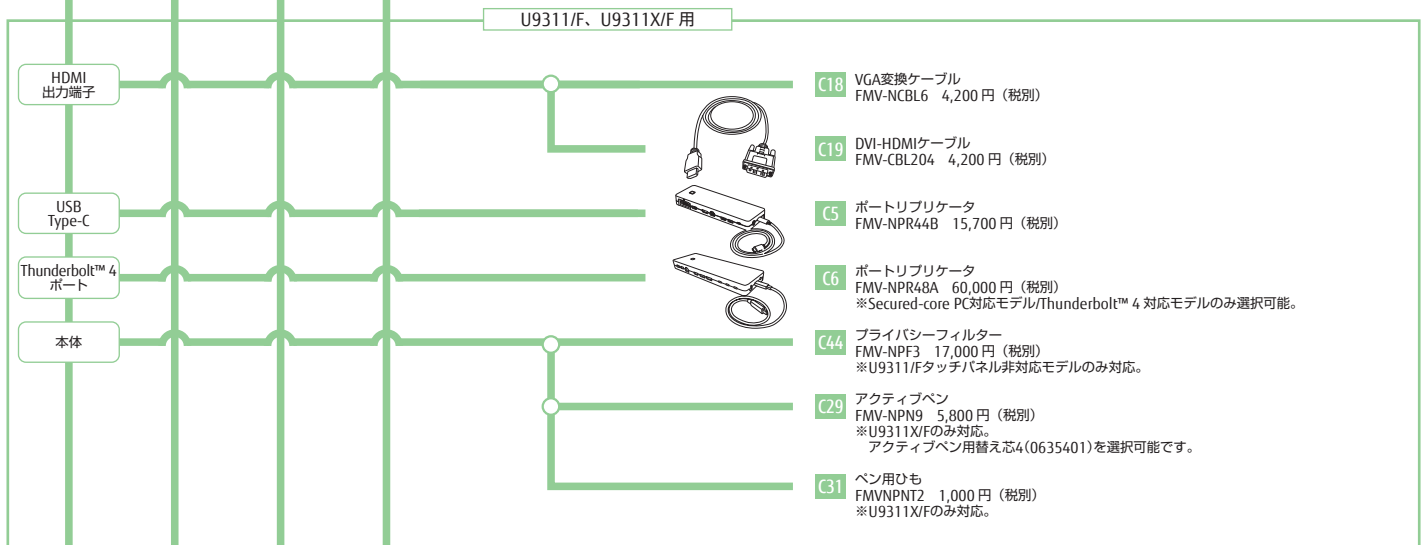 U9311/F、U9311X/F 用
HDMI
出力端子
C18 VGA変換ケーブル
FMV-NCBL6 4,200 円（税別）
C19 DVI-HDMIケーブル
FMV-CBL204 4,200 円（税別）
USB
Type-C
C5 ポートリプリケータ
FMV-NPR44B 15,700 円（税別）
Thunderbolt™ 4
ポート
C6 ポートリプリケータ
FMV-NPR48A 60,000 円（税別）
※Secured-core PC対応モデル/Thunderbolt™ 4 対応モデルのみ選択可能。
本体
C44 プライバシーフィルター
FMV-NPF3 17,000 円（税別）
※U9311/Fタッチパネル非対応モデルのみ対応。
C29 アクティブペン
FMV-NPN9 5,800 円（税別）
※U9311X/Fのみ対応。
アクティブペン用替え芯4(0635401)を選択可能です。
C31 ペン用ひも
FMVNPNT2 1,000 円（税別）
※U9311X/Fのみ対応。